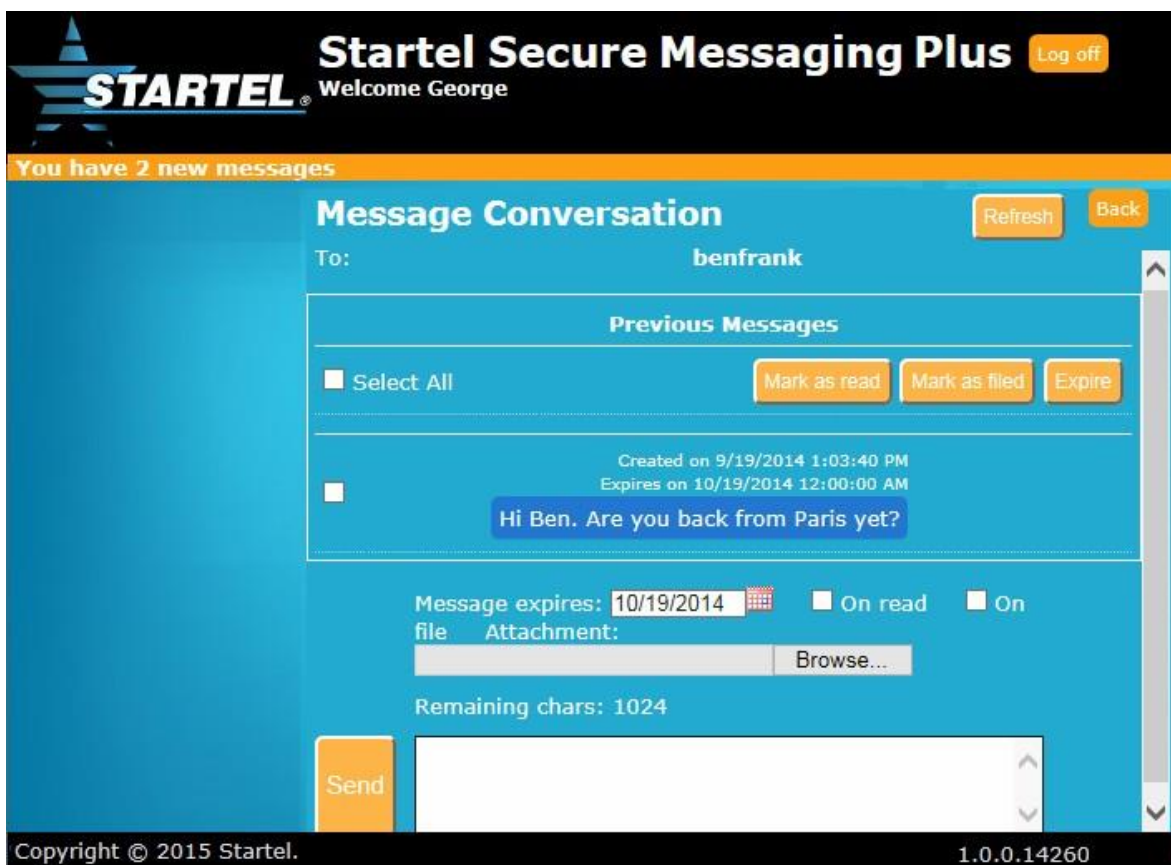 STARTEL®
Startel Secure Messaging Plus Log off
Welcome George
You have 2 new messages
Message Conversation Refresh Back
To: benfrank
Previous Messages
Select All Mark as read Mark as filed Expire
Created on 9/19/2014 1:03:40 PM
Expires on 10/19/2014 12:00:00 AM
Hi Ben. Are you back from Paris yet?
Message expires: 10/19/2014 On read On
file Attachment:
Browse...
Remaining chars: 1024
Send
Copyright © 2015 Startel. 1.0.0.14260